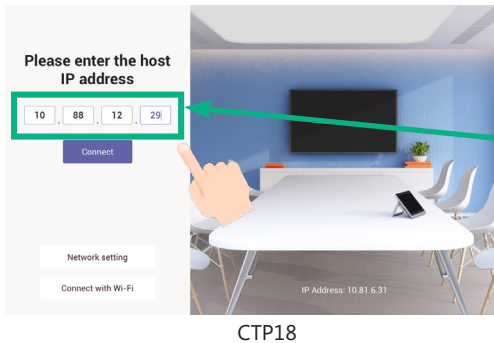 Please enter the host
IP address
10 . 88 . 12 . 29
Connect
Network setting
Connect with Wi-Fi
IP Address: 10.81.6.31
CTP18